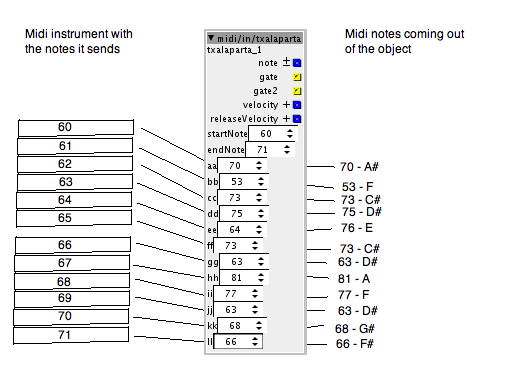 Midi instrument with
the notes it sends
Midi notes coming out
of the object
▼ midi/in/txalaparta
txalaparta_1
note ±
gate
gate2
velocity +
releaseVelocity +
startNote 60
endNote 71
60 aa 70 70 - A#
61 bb 53 53 - F
62 cc 73 73 - C#
63 dd 75 75 - D#
64 ee 64 76 - E
65 ff 73 73 - C#
66 gg 63 63 - D#
67 hh 81 81 - A
68 ii 77 77 - F
69 jj 63 63 - D#
70 kk 68 68 - G#
71 ll 66 66 - F#